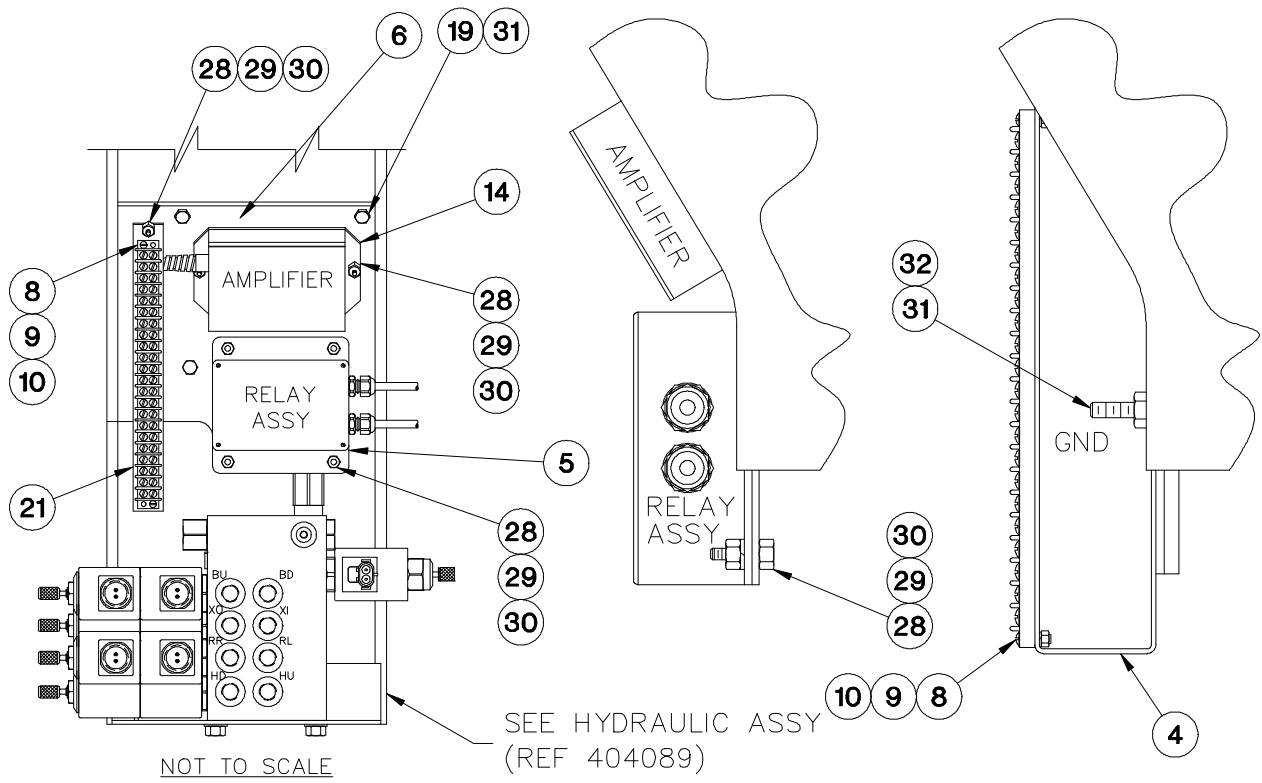 6
19 31
28 29 30
14
AMPLIFIER
8
9
10
28
29
30
RELAY
ASSY
5
21
28
29
30
BU BD
XO XI
RR RL
HD HU
SEE HYDRAULIC ASSY
(REF 404089)
NOT TO SCALE
AMPLIFIER
RELAY
ASSY
30
29
28
32
31
GND
10 9 8
4